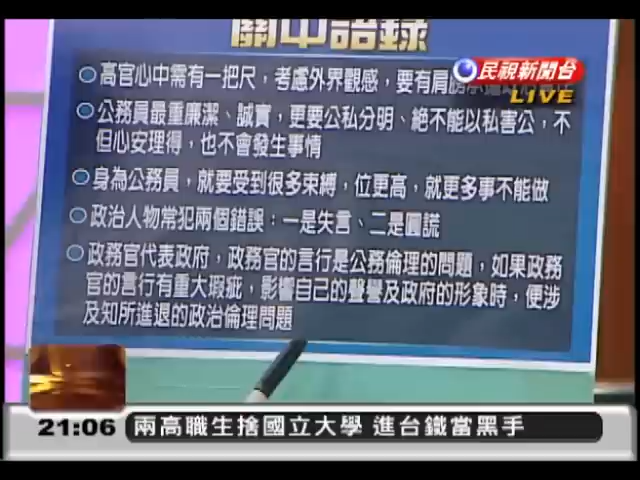 關中語錄
民視新聞台
LIVE
高官心中需有一把尺，考慮外界觀感，要有肩膀
公務員最重廉潔、誠實，更要公私分明、絕不能以私害公，不
但心安理得，也不會發生事情
身為公務員，就要受到很多束縛，位更高，就更多事不能做
政治人物常犯兩個錯誤：一是失言、二是圓謊
政務官代表政府，政務官的言行是公務倫理的問題，如果政務
官的言行有重大瑕疵，影響自己的聲譽及政府的形象時，便涉
及知所進退的政治倫理問題
21:06 兩高職生捨國立大學 進台鐵當黑手